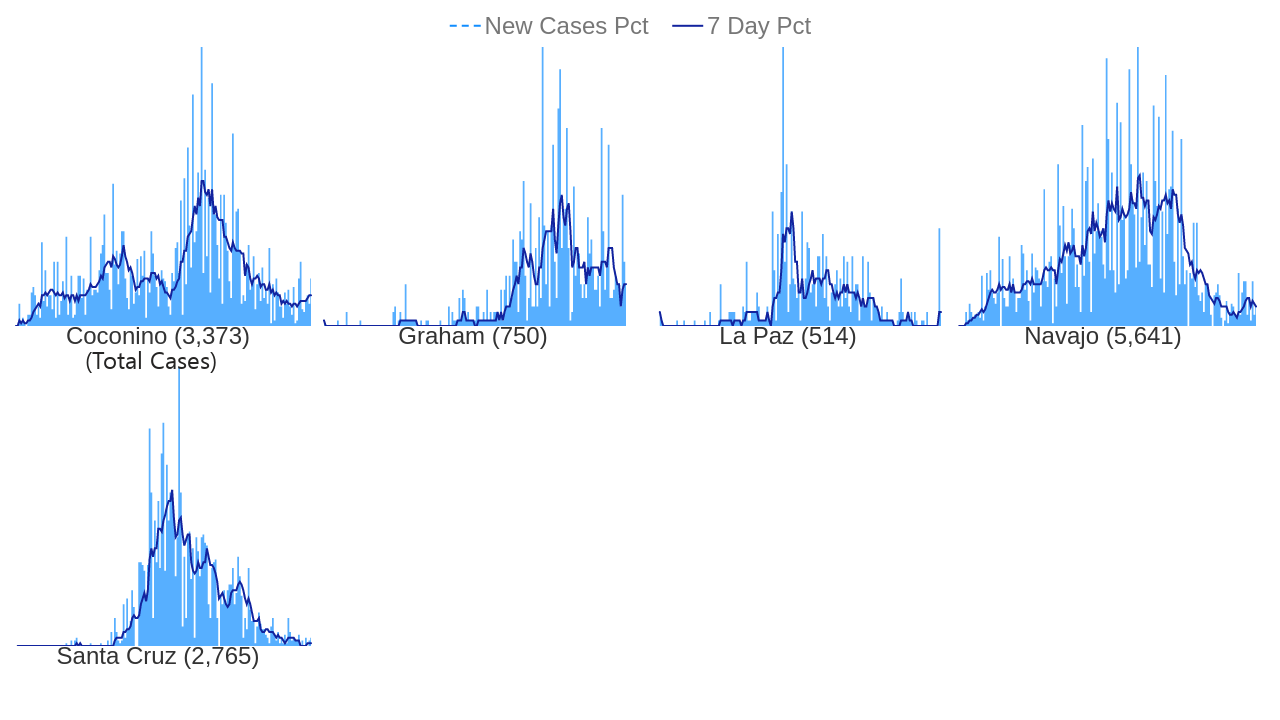 New Cases Pct 7 Day Pct
Coconino (3,373) Graham (750) La Paz (514) Navajo (5,641)
(Total Cases)
Santa Cruz (2,765)